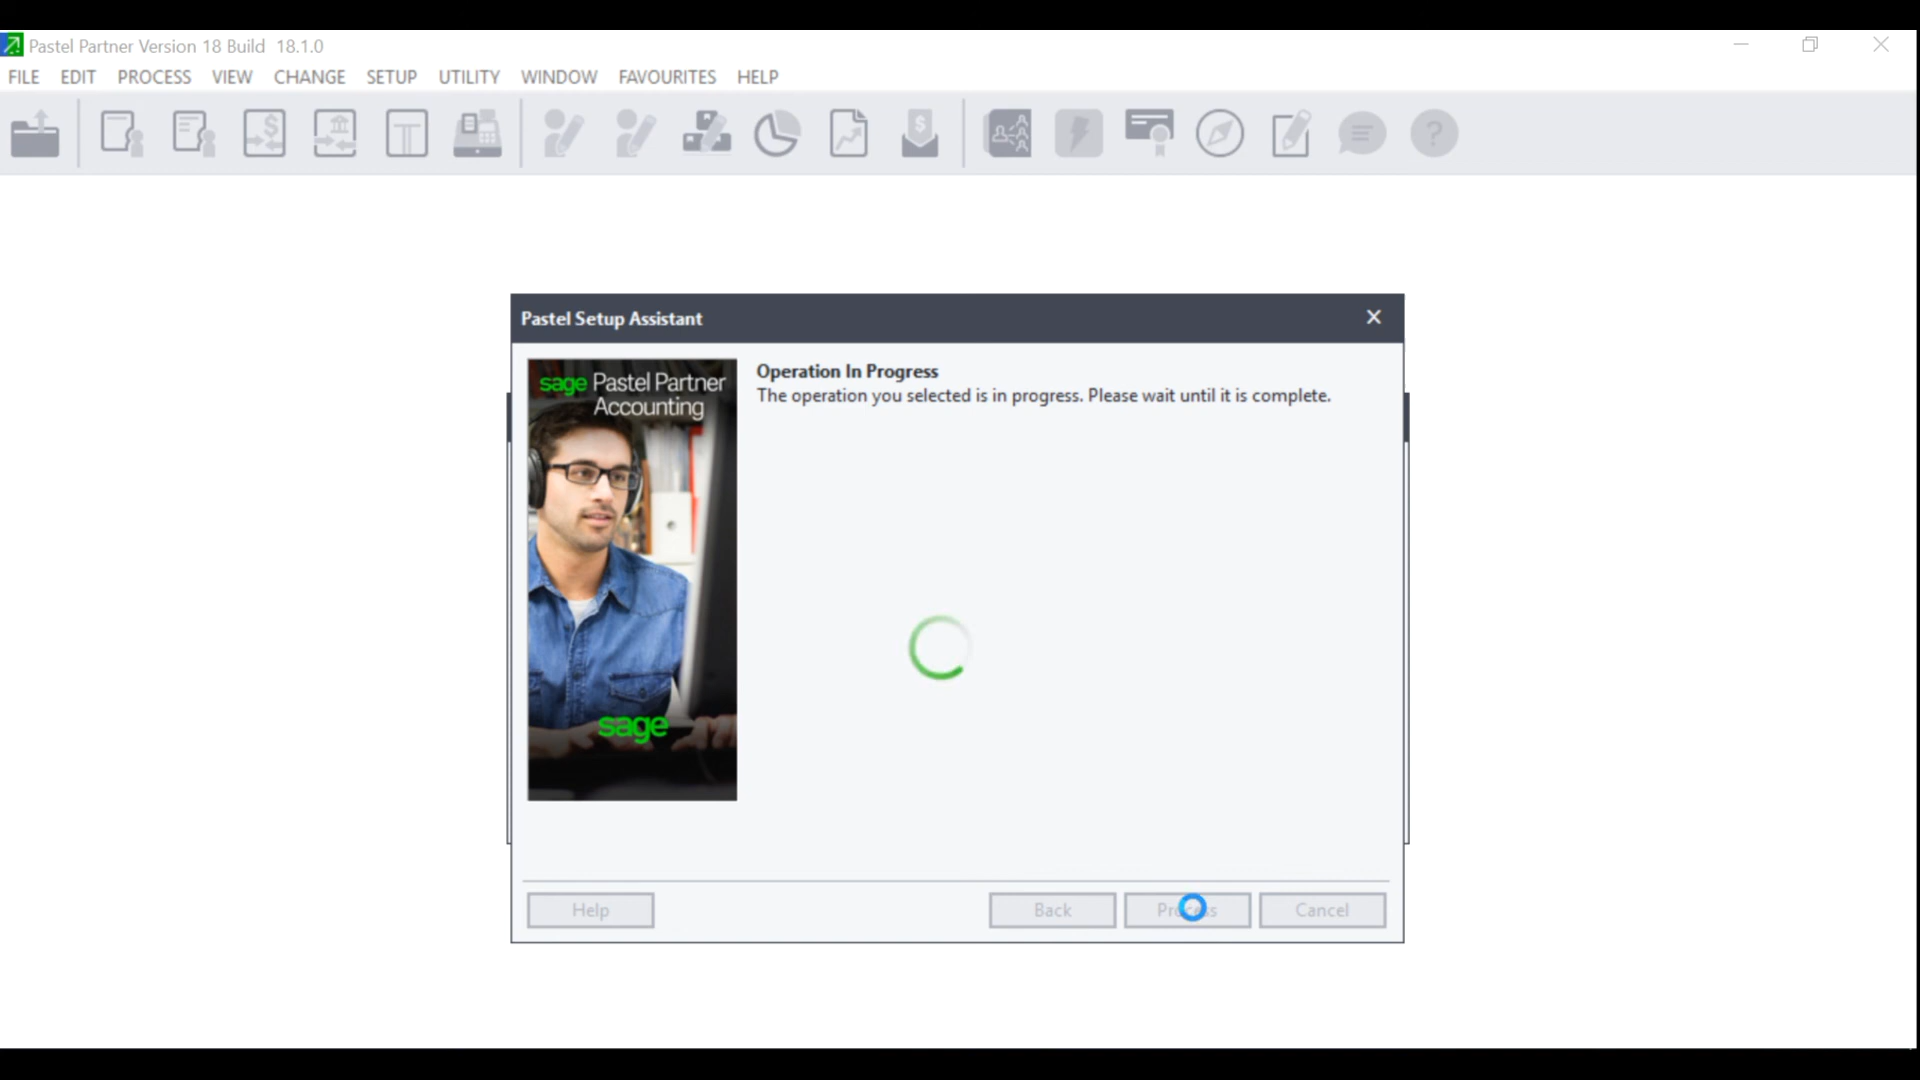 Pastel Partner Version 18 Build 18.1.0
FILE EDIT PROCESS VIEW CHANGE SETUP UTILITY WINDOW FAVOURITES HELP
Pastel Setup Assistant
sage Pastel Partner
Accounting
sage
Operation In Progress
The operation you selected is in progress. Please wait until it is complete.
Help Back Process Cancel